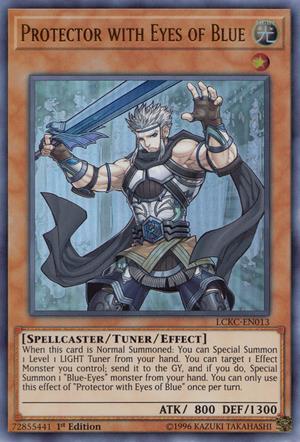 PROTECTOR WITH EYES OF BLUE
光
LCKC-EN013
[SPELLCASTER/TUNER/EFFECT]
When this card is Normal Summoned: You can Special
Summon 1 Level 1 LIGHT Tuner from your hand. You can target 1 Effect
Monster you control; send it to the GY, and if you do, Special
Summon 1 "Blue-Eyes" monster from your hand. You can only use
this effect of "Protector with Eyes of Blue" once per turn.
ATK/ 800 DEF/1300
72855441 1st Edition ©1996 KAZUKI TAKAHASHI